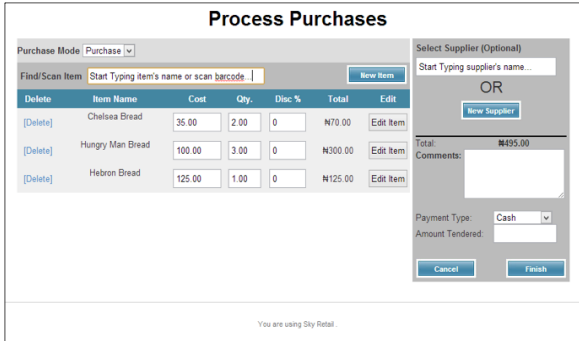 Process Purchases
Purchase Mode Purchase
Find/Scan Item Start Typing item's name or scan barcode... New Item
Delete Item Name Cost Qty. Disc % Total Edit
[Delete] Chelsea Bread 35.00 2.00 0 ₦70.00 Edit Item
[Delete] Hungry Man Bread 100.00 3.00 0 ₦300.00 Edit Item
[Delete] Hebron Bread 125.00 1.00 0 ₦125.00 Edit Item
Select Supplier (Optional)
Start Typing supplier's name...
OR
New Supplier
Total: ₦495.00
Comments:
Payment Type: Cash
Amount Tendered:
Cancel Finish
You are using Sky Retail .